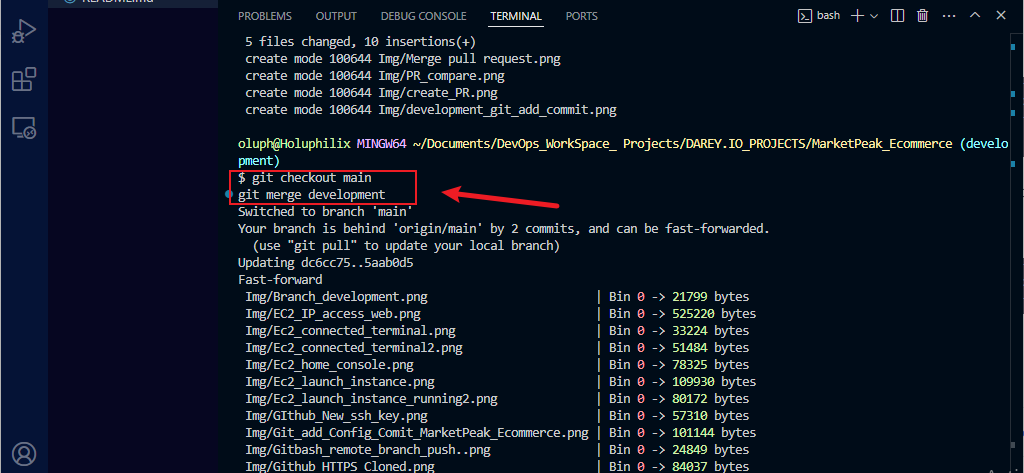 README.md
PROBLEMS OUTPUT DEBUG CONSOLE TERMINAL PORTS bash
5 files changed, 10 insertions(+)
create mode 100644 Img/Merge pull request.png
create mode 100644 Img/PR_compare.png
create mode 100644 Img/create_PR.png
create mode 100644 Img/development_git_add_commit.png
oluph@Holuphilix MINGW64 ~/Documents/DevOps_WorkSpace_ Projects/DAREY.IO_PROJECTS/MarketPeak_Ecommerce (develo
pment)
$ git checkout main
git merge development
Switched to branch 'main'
Your branch is behind 'origin/main' by 2 commits, and can be fast-forwarded.
(use "git pull" to update your local branch)
Updating dc6cc75..5aab0d5
Fast-forward
Img/Branch_development.png | Bin 0 -> 21799 bytes
Img/EC2_IP_access_web.png | Bin 0 -> 525220 bytes
Img/Ec2_connected_terminal.png | Bin 0 -> 33224 bytes
Img/Ec2_connected_terminal2.png | Bin 0 -> 51484 bytes
Img/Ec2_home_console.png | Bin 0 -> 78325 bytes
Img/Ec2_launch_instance.png | Bin 0 -> 109930 bytes
Img/Ec2_launch_instance_running2.png | Bin 0 -> 80172 bytes
Img/GIthub_New_ssh_key.png | Bin 0 -> 57310 bytes
Img/Git_add_Config_Comit_MarketPeak_Ecommerce.png | Bin 0 -> 101144 bytes
Img/Gitbash_remote_branch_push..png | Bin 0 -> 24849 bytes
Img/Github_HTTPS_Cloned.png | Bin 0 -> 84037 bytes